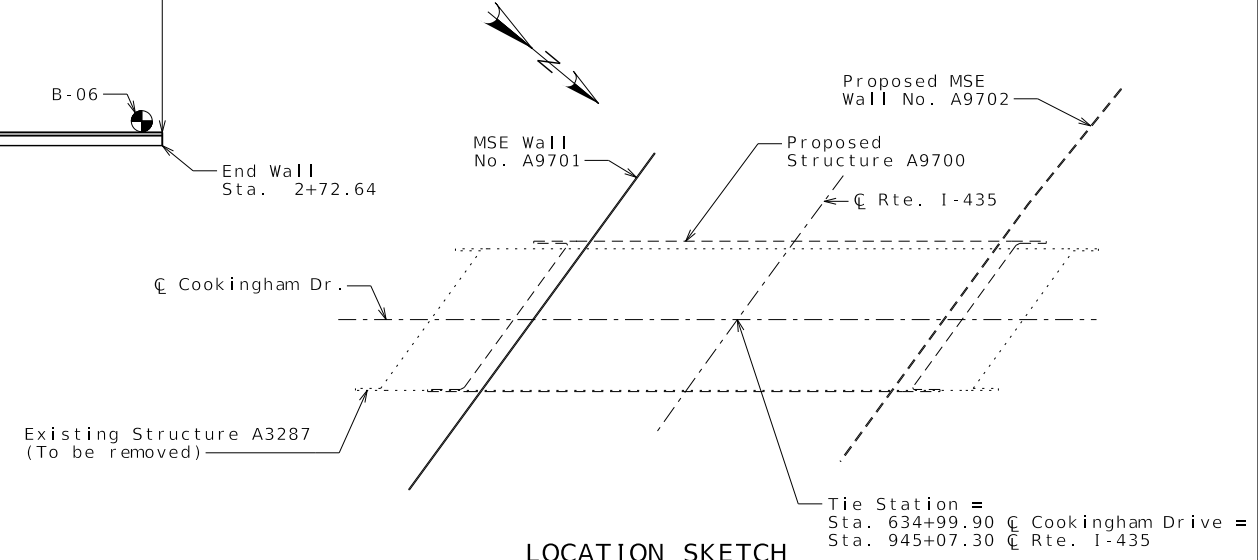 N
B-06
Proposed MSE
Wall No. A9702
MSE Wall
No. A9701
Proposed
Structure A9700
End Wall
Sta. 2+72.64
℄ Rte. I-435
℄ Cookingham Dr.
Existing Structure A3287
(To be removed)
Tie Station =
Sta. 634+99.90 ℄ Cookingham Drive =
Sta. 945+07.30 ℄ Rte. I-435
LOCATION SKETCH